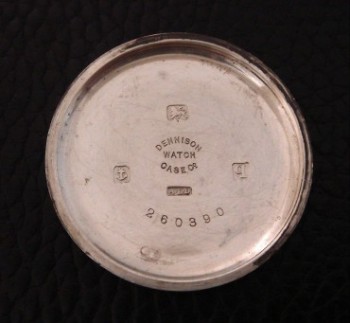 DENNISON
WATCH
CASE Co
260390